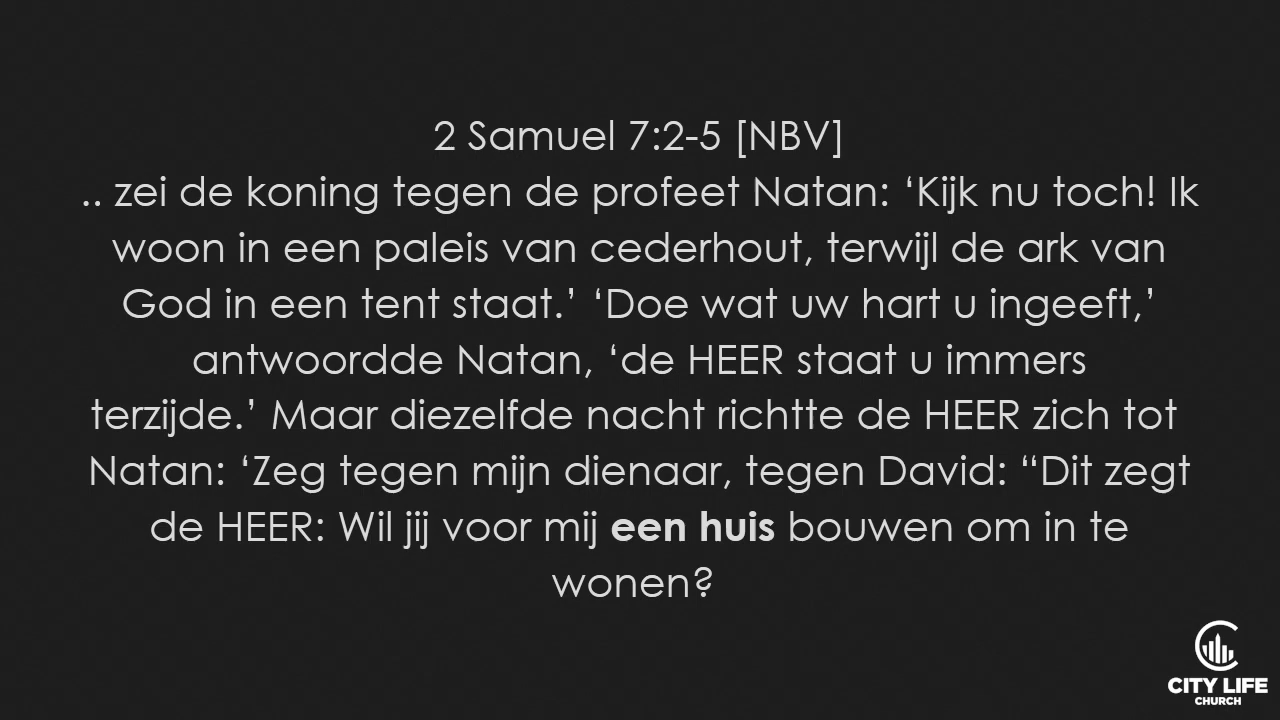 2 Samuel 7:2-5 [NBV]
.. zei de koning tegen de profeet Natan: ‘Kijk nu toch! Ik
woon in een paleis van cederhout, terwijl de ark van
God in een tent staat.’ ‘Doe wat uw hart u ingeeft,’
antwoordde Natan, ‘de HEER staat u immers
terzijde.’ Maar diezelfde nacht richtte de HEER zich tot
Natan: ‘Zeg tegen mijn dienaar, tegen David: “Dit zegt
de HEER: Wil jij voor mij een huis bouwen om in te
wonen?
CITY LIFE
CHURCH